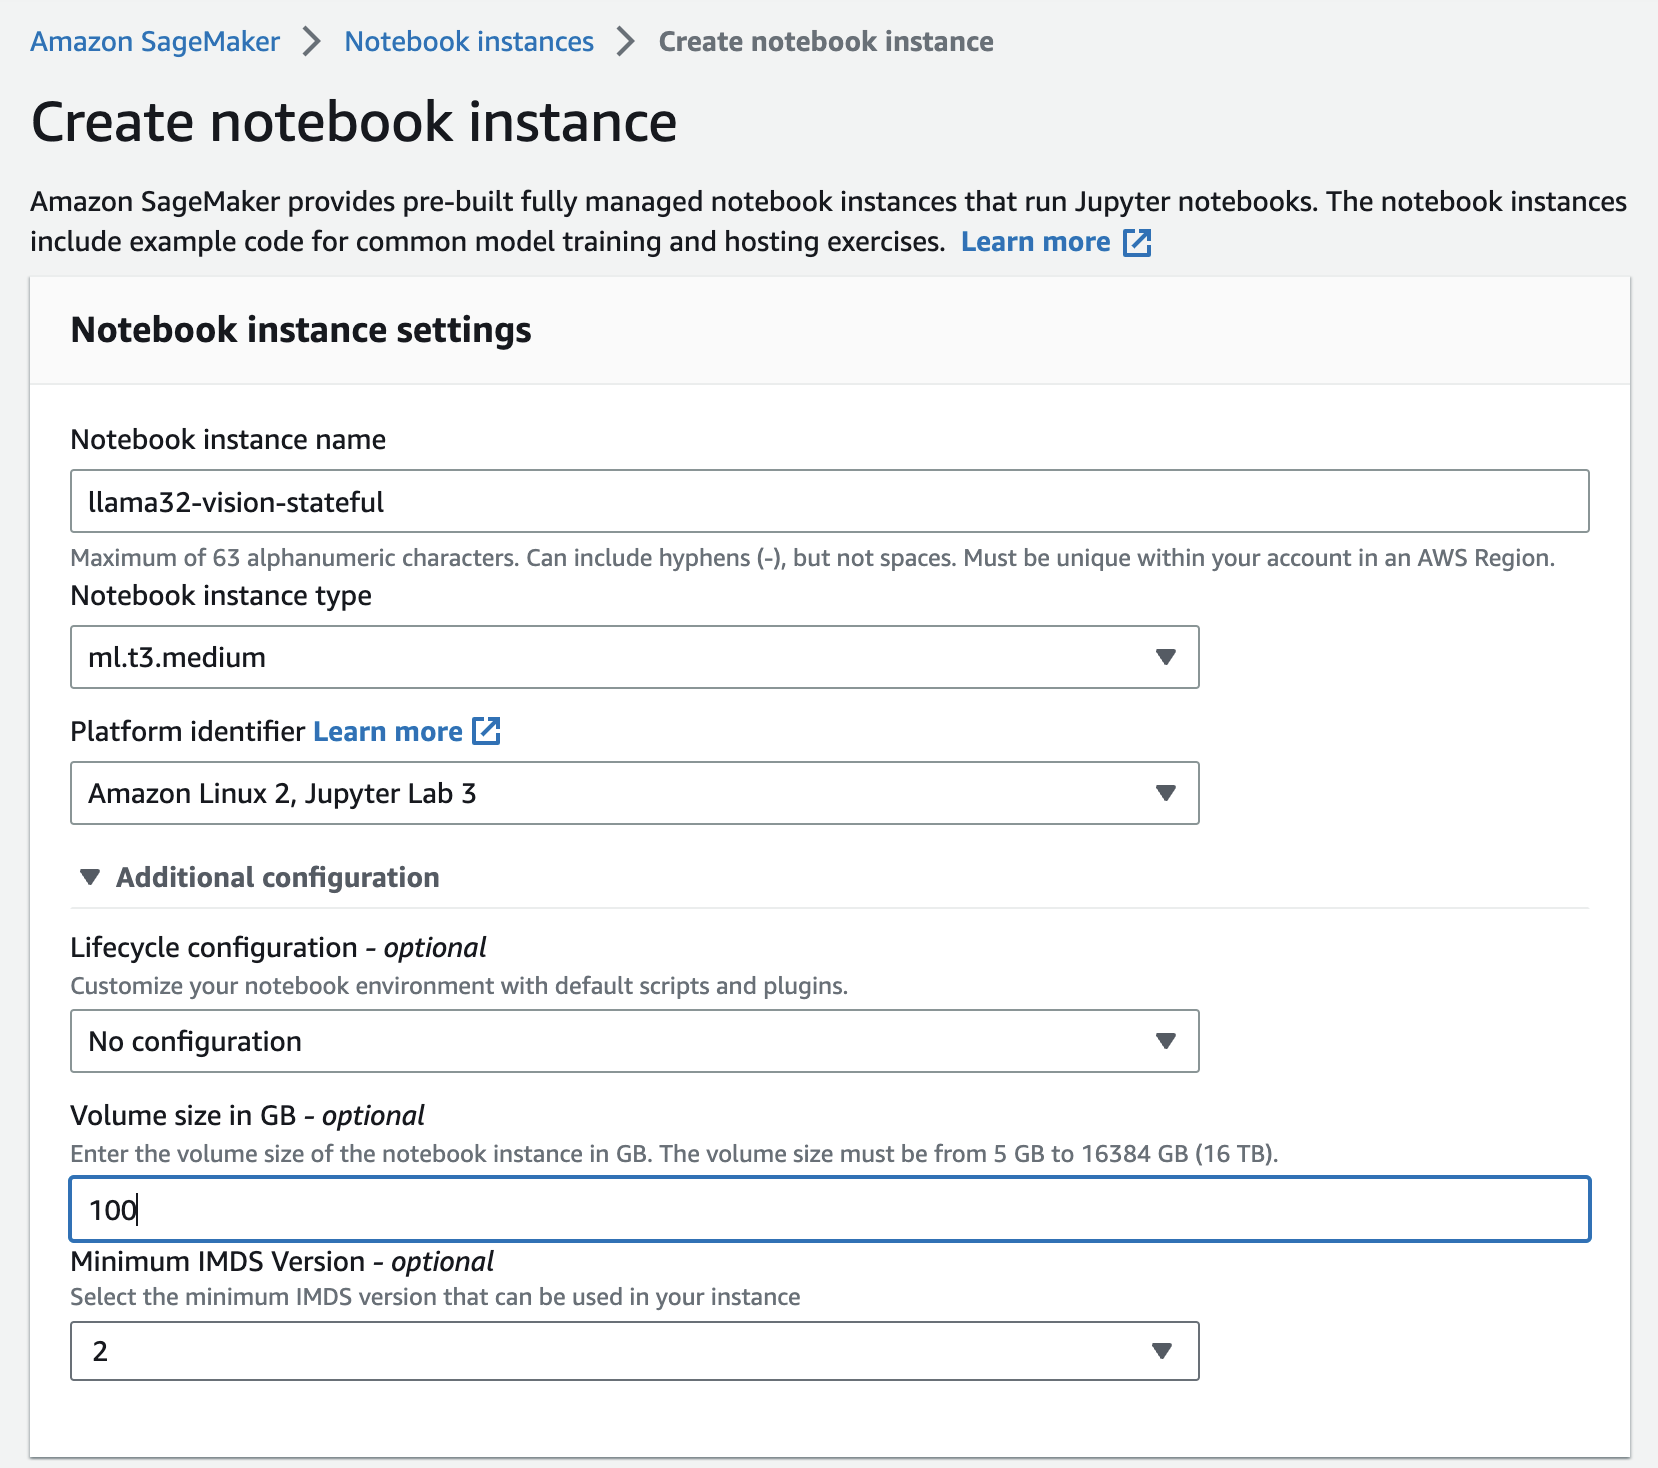 Amazon SageMaker > Notebook instances > Create notebook instance
Create notebook instance
Amazon SageMaker provides pre-built fully managed notebook instances that run Jupyter notebooks. The notebook instances
include example code for common model training and hosting exercises. Learn more
Notebook instance settings
Notebook instance name
llama32-vision-stateful
Maximum of 63 alphanumeric characters. Can include hyphens (-), but not spaces. Must be unique within your account in an AWS Region.
Notebook instance type
ml.t3.medium
Platform identifier Learn more
Amazon Linux 2, Jupyter Lab 3
Additional configuration
Lifecycle configuration - optional
Customize your notebook environment with default scripts and plugins.
No configuration
Volume size in GB - optional
Enter the volume size of the notebook instance in GB. The volume size must be from 5 GB to 16384 GB (16 TB).
100
Minimum IMDS Version - optional
Select the minimum IMDS version that can be used in your instance
2